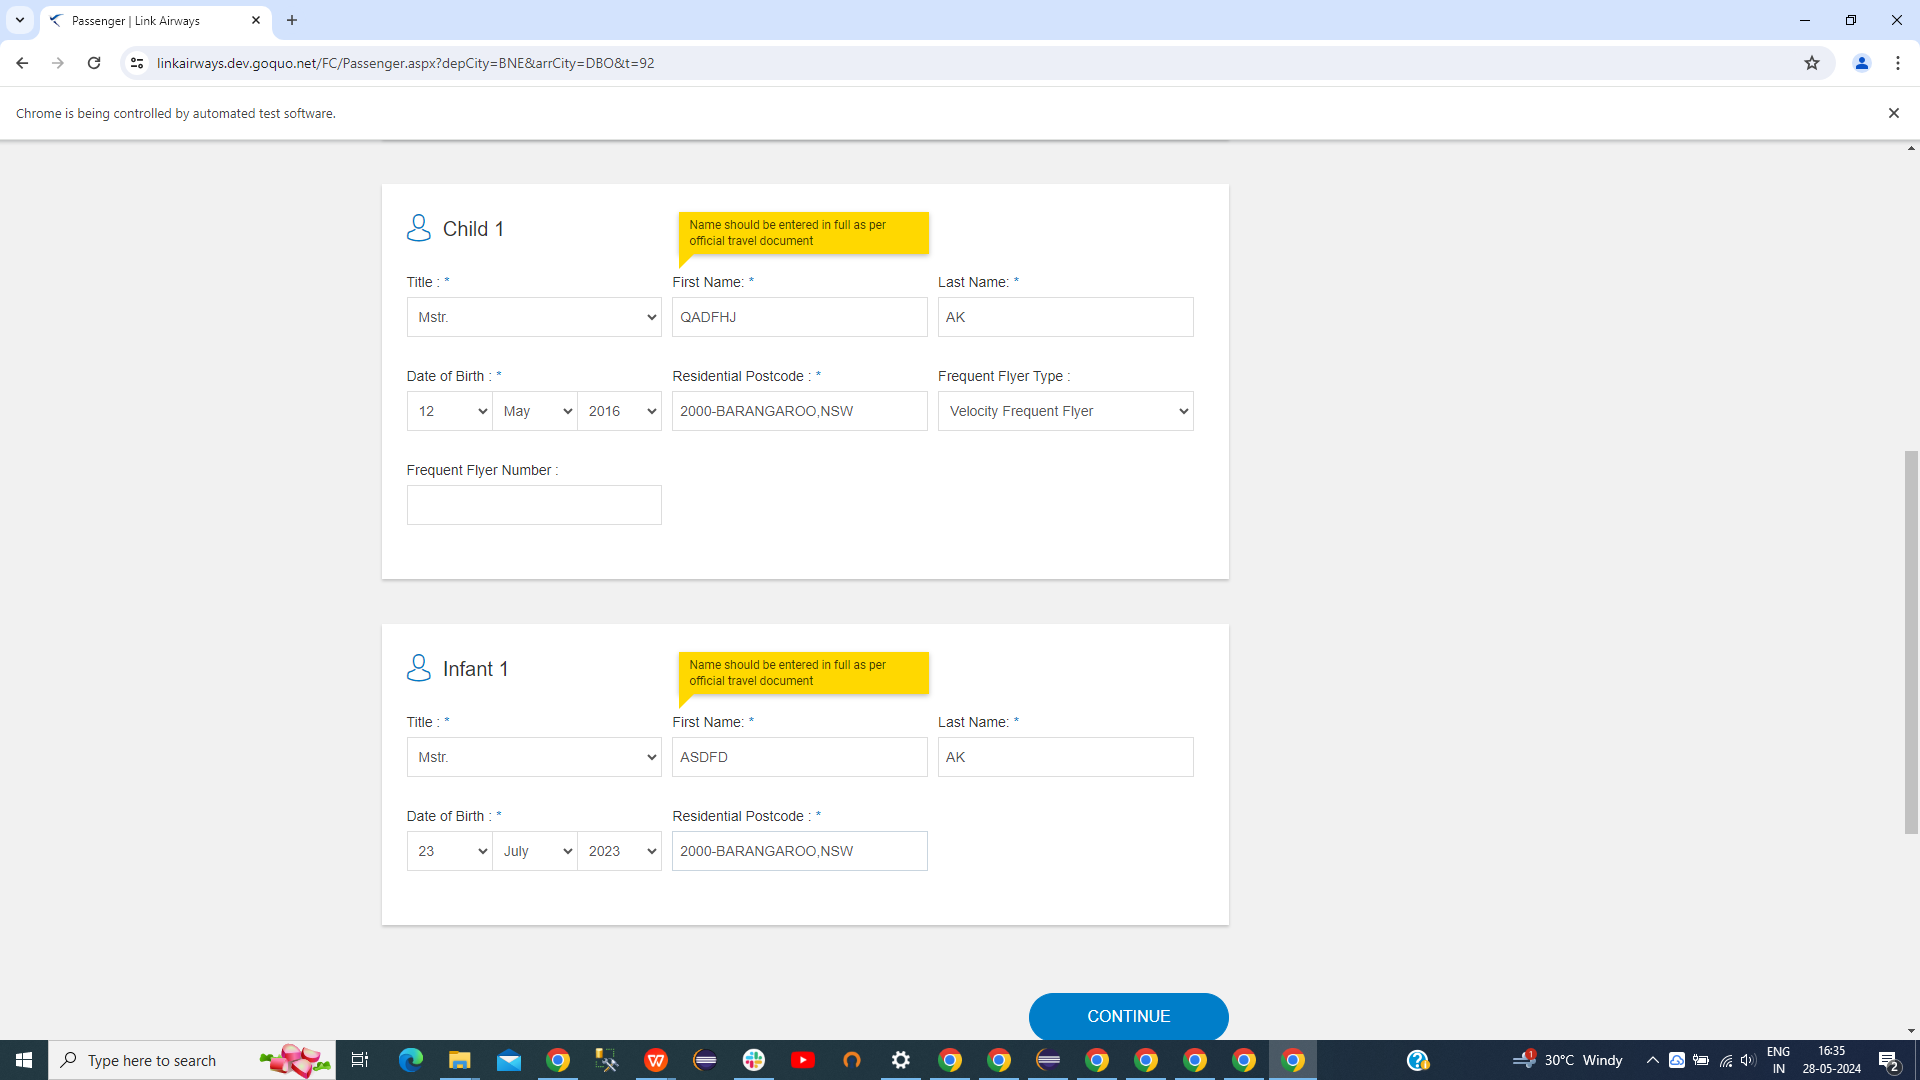 Passenger | Link Airways
linkairways.dev.goquo.net/FC/Passenger.aspx?depCity=BNE&arrCity=DBO&t=92
Chrome is being controlled by automated test software.
Child 1
Name should be entered in full as per
official travel document
Title : * First Name: * Last Name: *
Mstr. QADFHJ AK
Date of Birth : * Residential Postcode : * Frequent Flyer Type :
12 May 2016 2000-BARANGAROO,NSW Velocity Frequent Flyer
Frequent Flyer Number :
Infant 1
Name should be entered in full as per
official travel document
Title : * First Name: * Last Name: *
Mstr. ASDFD AK
Date of Birth : * Residential Postcode : *
23 July 2023 2000-BARANGAROO,NSW
CONTINUE
Type here to search
1
30°C Windy
ENG
IN
16:35
28-05-2024
2